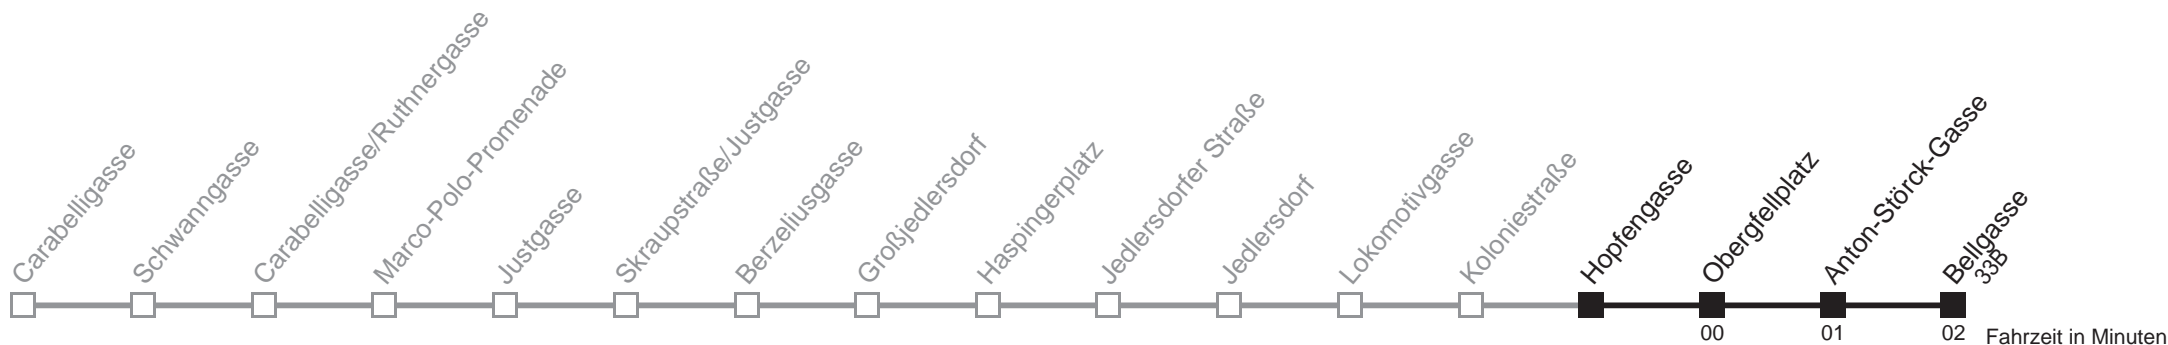 Carabelligasse
Schwanngasse
Carabelligasse/Ruthnergasse
Marco-Polo-Promenade
Justgasse
Skraupstraße/Justgasse
Berzeliusgasse
Großjedlersdorf
Haspingerplatz
Jedlersdorfer Straße
Jedlersdorf
Lokomotivgasse
Koloniestraße
Hopfengasse
Obergfellplatz
Anton-Störck-Gasse
Bellgasse
33B
00 01 02 Fahrzeit in Minuten